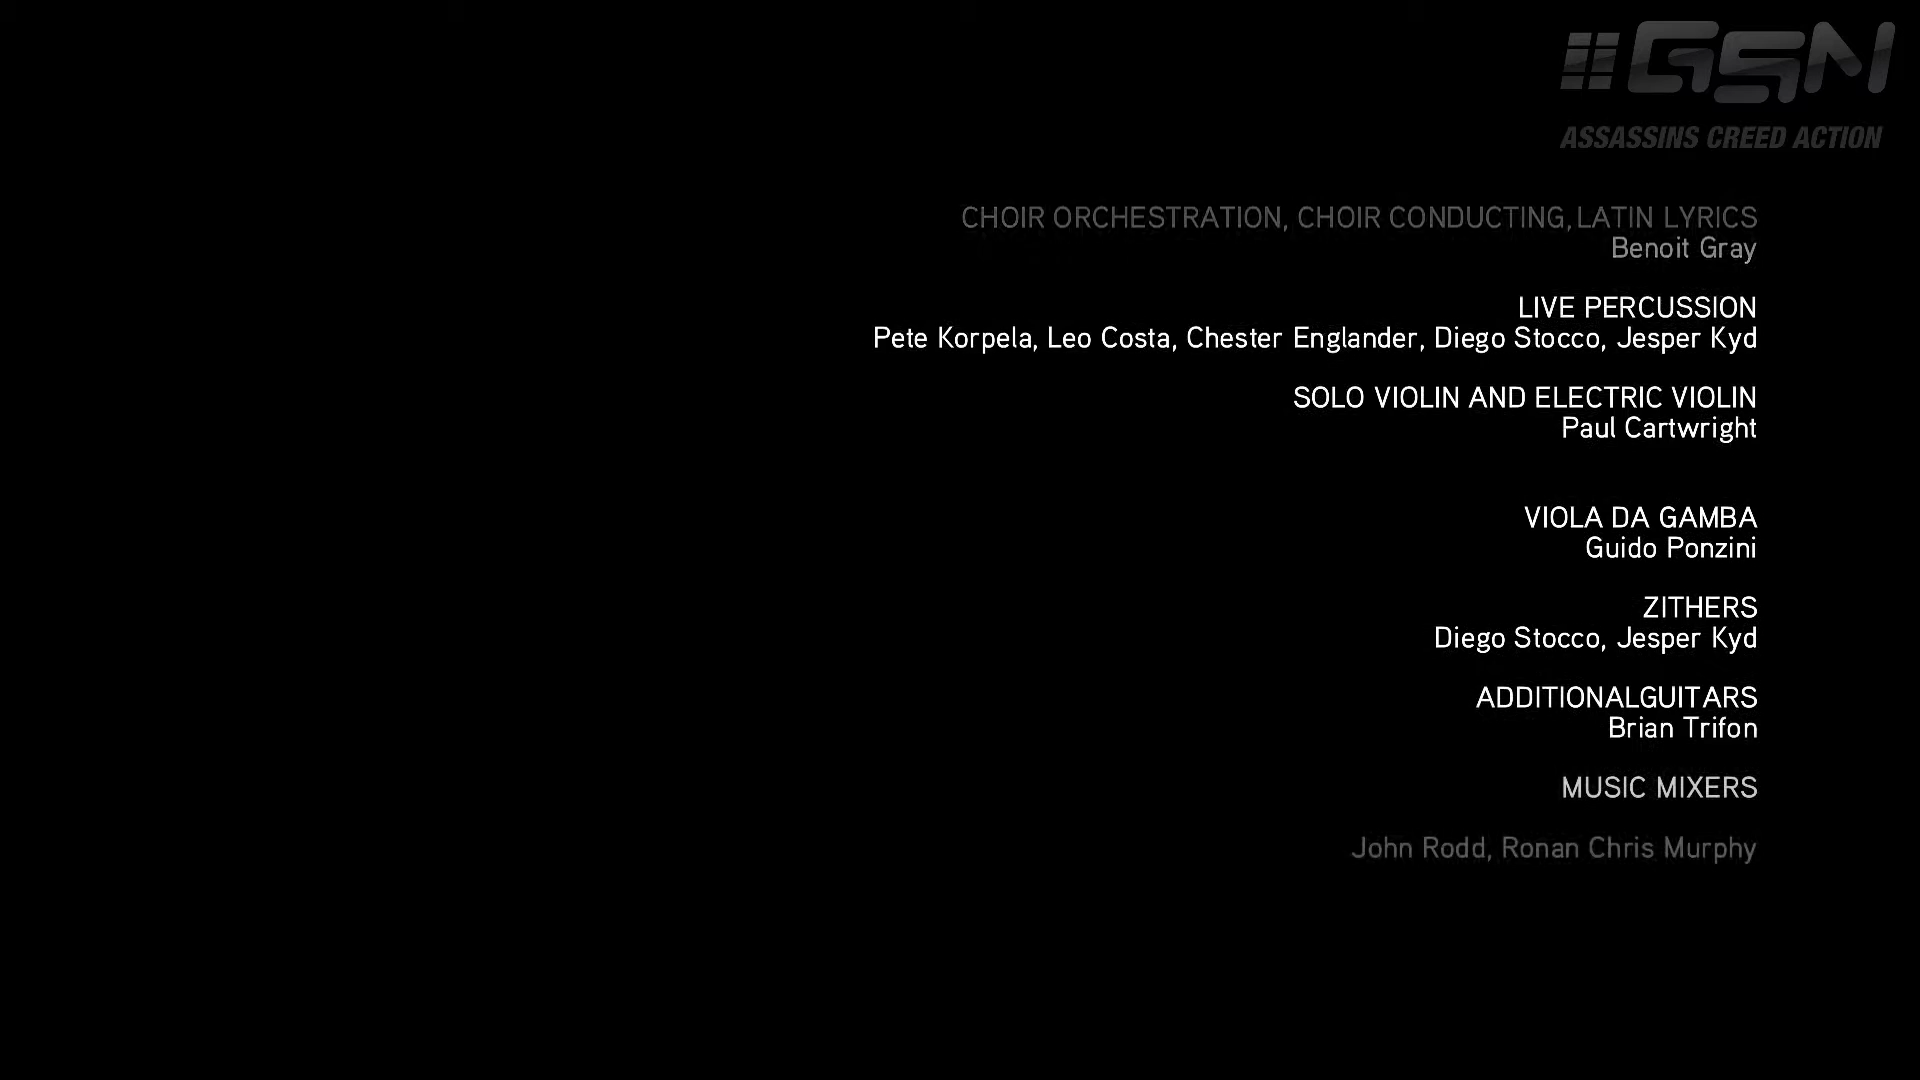 GSN
ASSASSINS CREED ACTION
CHOIR ORCHESTRATION, CHOIR CONDUCTING,LATIN LYRICS
Benoit Gray
LIVE PERCUSSION
Pete Korpela, Leo Costa, Chester Englander, Diego Stocco, Jesper Kyd
SOLO VIOLIN AND ELECTRIC VIOLIN
Paul Cartwright
VIOLA DA GAMBA
Guido Ponzini
ZITHERS
Diego Stocco, Jesper Kyd
ADDITIONALGUITARS
Brian Trifon
MUSIC MIXERS
John Rodd, Ronan Chris Murphy